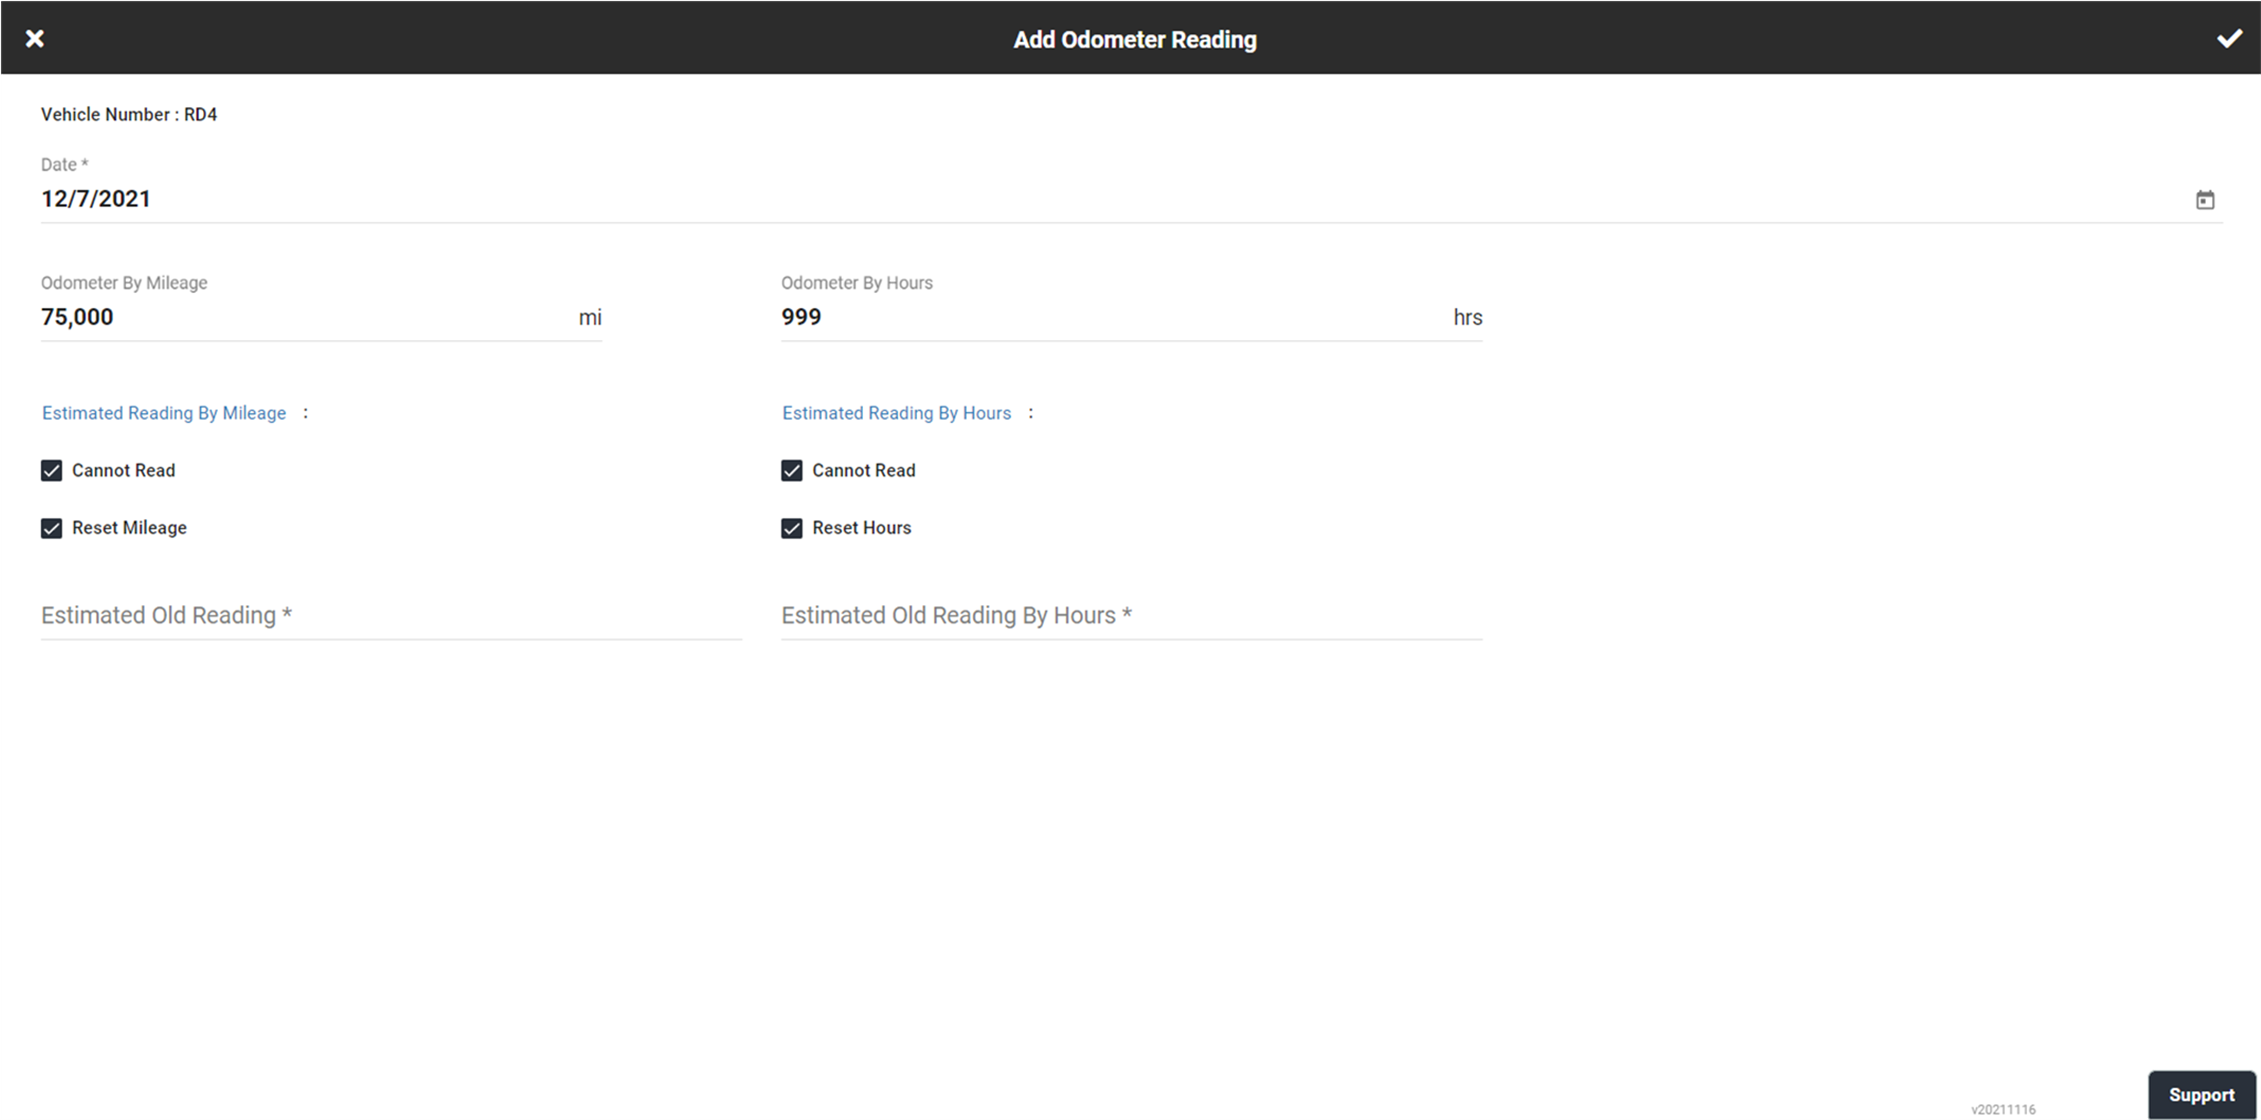 Add Odometer Reading
Vehicle Number : RD4
Date *
12/7/2021
Odometer By Mileage
75,000 mi
Odometer By Hours
999 hrs
Estimated Reading By Mileage :
Estimated Reading By Hours :
Cannot Read
Cannot Read
Reset Mileage
Reset Hours
Estimated Old Reading *
Estimated Old Reading By Hours *
v20211116
Support